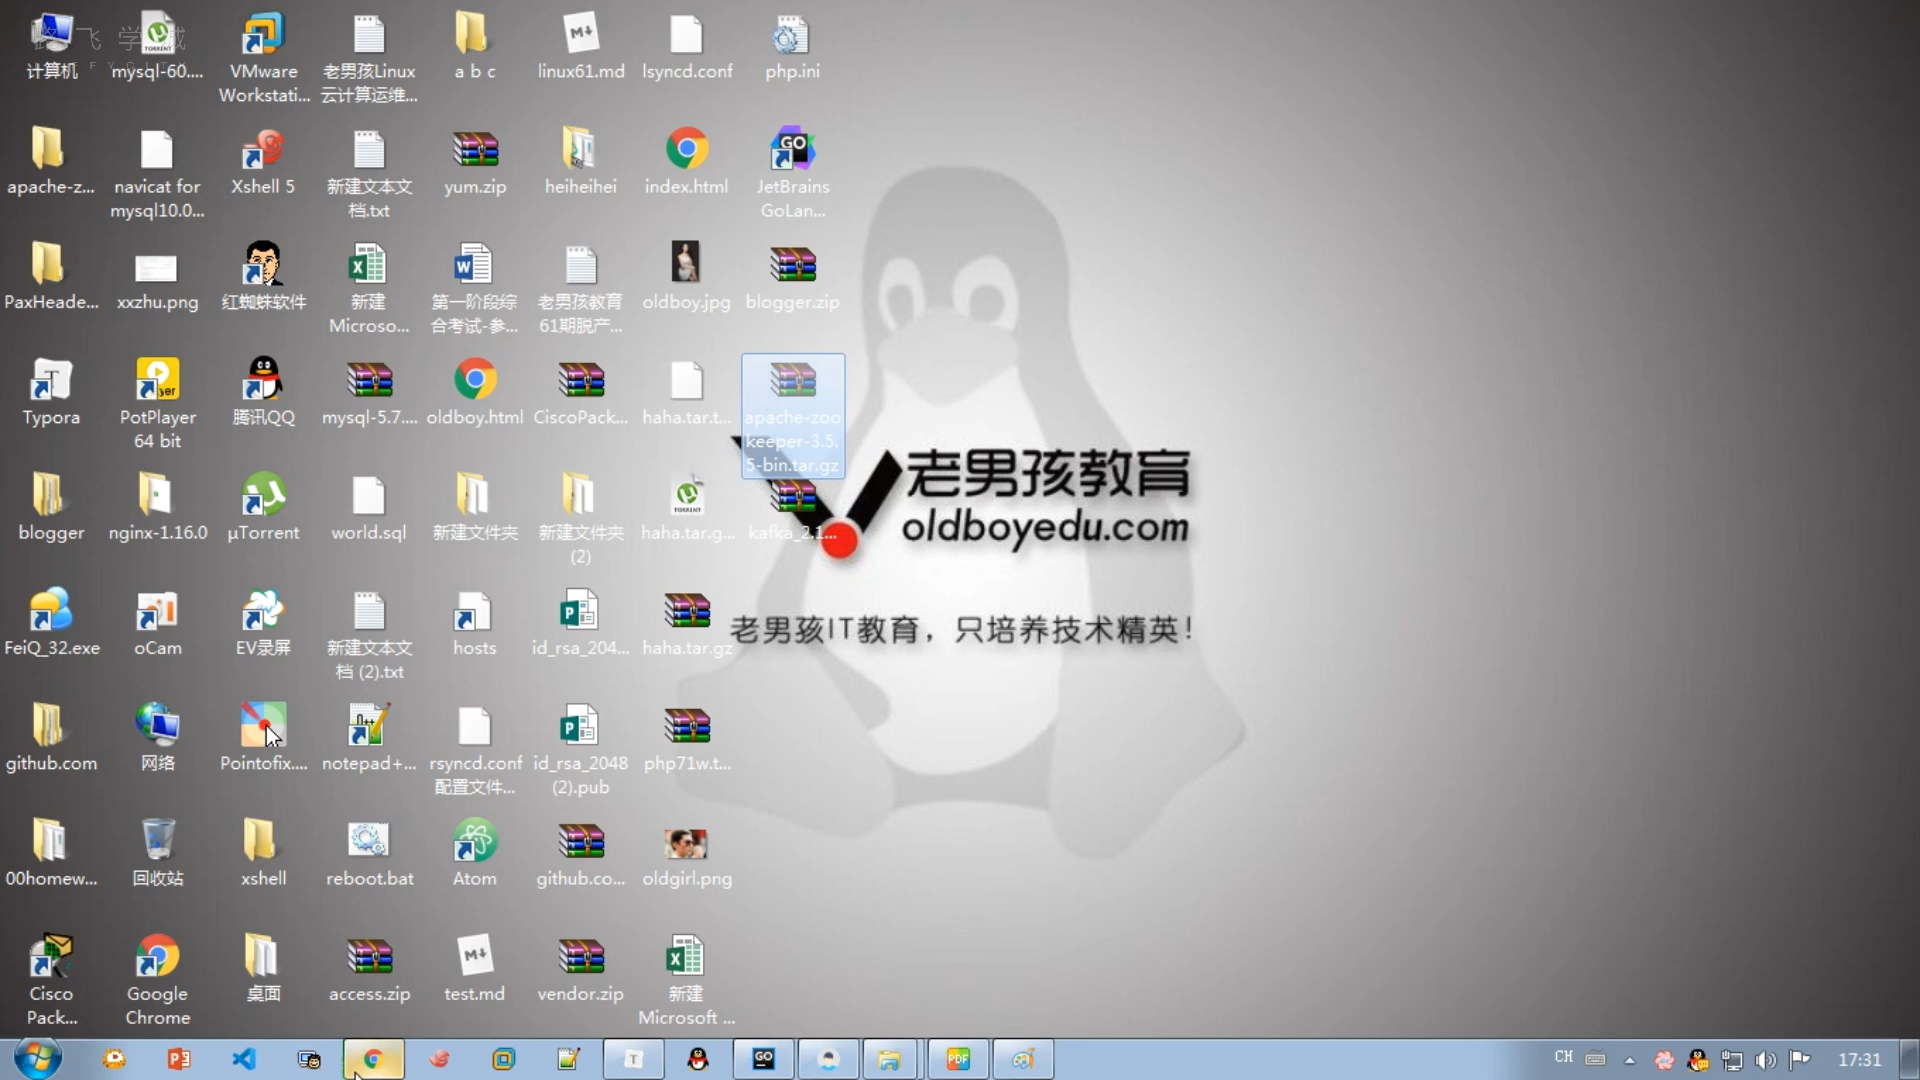 计算机
mysql-60....
VMware
Workstati...
老男孩Linux
云计算运维...
a b c
linux61.md
lsyncd.conf
php.ini
apache-z...
navicat for
mysql10.0...
Xshell 5
新建文本文
档.txt
yum.zip
heiheihei
index.html
JetBrains
GoLan...
PaxHeade...
xxzhu.png
红蜘蛛软件
新建
Microso...
第一阶段综
合考试-参...
老男孩教育
61期脱产...
oldboy.jpg
blogger.zip
Typora
PotPlayer
64 bit
腾讯QQ
mysql-5.7....
oldboy.html
CiscoPack...
haha.tar.t...
apache-zoo
keeper-3.5.
5-bin.tar.gz
老男孩教育
oldboyedu.com
blogger
nginx-1.16.0
µTorrent
world.sql
新建文件夹
新建文件夹
(2)
haha.tar.g...
kafka_2.1...
FeiQ_32.exe
oCam
EV录屏
新建文本文
档 (2).txt
hosts
id_rsa_204...
haha.tar.gz
老男孩IT教育，只培养技术精英！
github.com
网络
Pointofix....
notepad+...
rsyncd.conf
配置文件...
id_rsa_2048
(2).pub
php71w.t...
00homew...
回收站
xshell
reboot.bat
Atom
github.co...
oldgirl.png
Cisco
Pack...
Google
Chrome
桌面
access.zip
test.md
vendor.zip
新建
Microsoft ...
CH
17:31